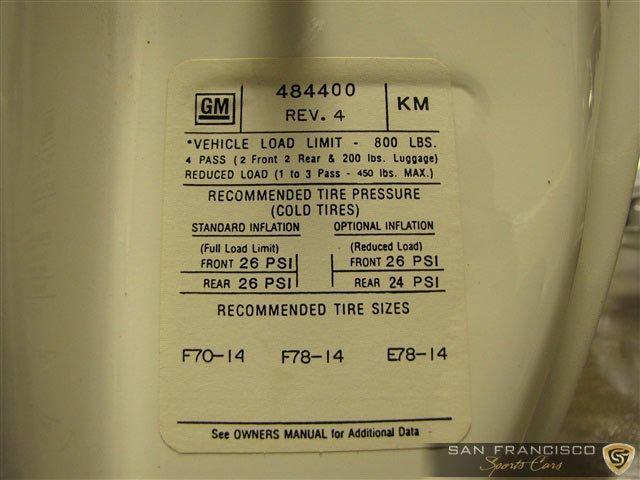 GM
484400
REV. 4
KM
*VEHICLE LOAD LIMIT - 800 LBS.
4 PASS (2 Front 2 Rear & 200 lbs. Luggage)
REDUCED LOAD (1 to 3 Pass - 450 lbs. MAX.)
RECOMMENDED TIRE PRESSURE
(COLD TIRES)
STANDARD INFLATION OPTIONAL INFLATION
(Full Load Limit) (Reduced Load)
FRONT 26 PSI FRONT 26 PSI
REAR 26 PSI REAR 24 PSI
RECOMMENDED TIRE SIZES
F70-14 F78-14 E78-14
See OWNERS MANUAL for Additional Data
SAN FRANCISCO
Sports Cars
S